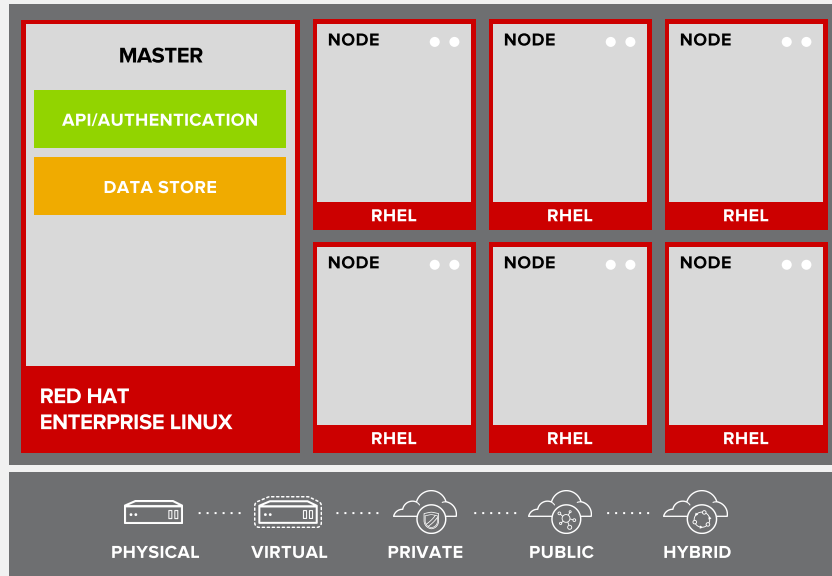 MASTER
API/AUTHENTICATION
DATA STORE
RED HAT
ENTERPRISE LINUX
NODE
RHEL
NODE
RHEL
NODE
RHEL
NODE
RHEL
NODE
RHEL
NODE
RHEL
PHYSICAL
VIRTUAL
PRIVATE
PUBLIC
HYBRID